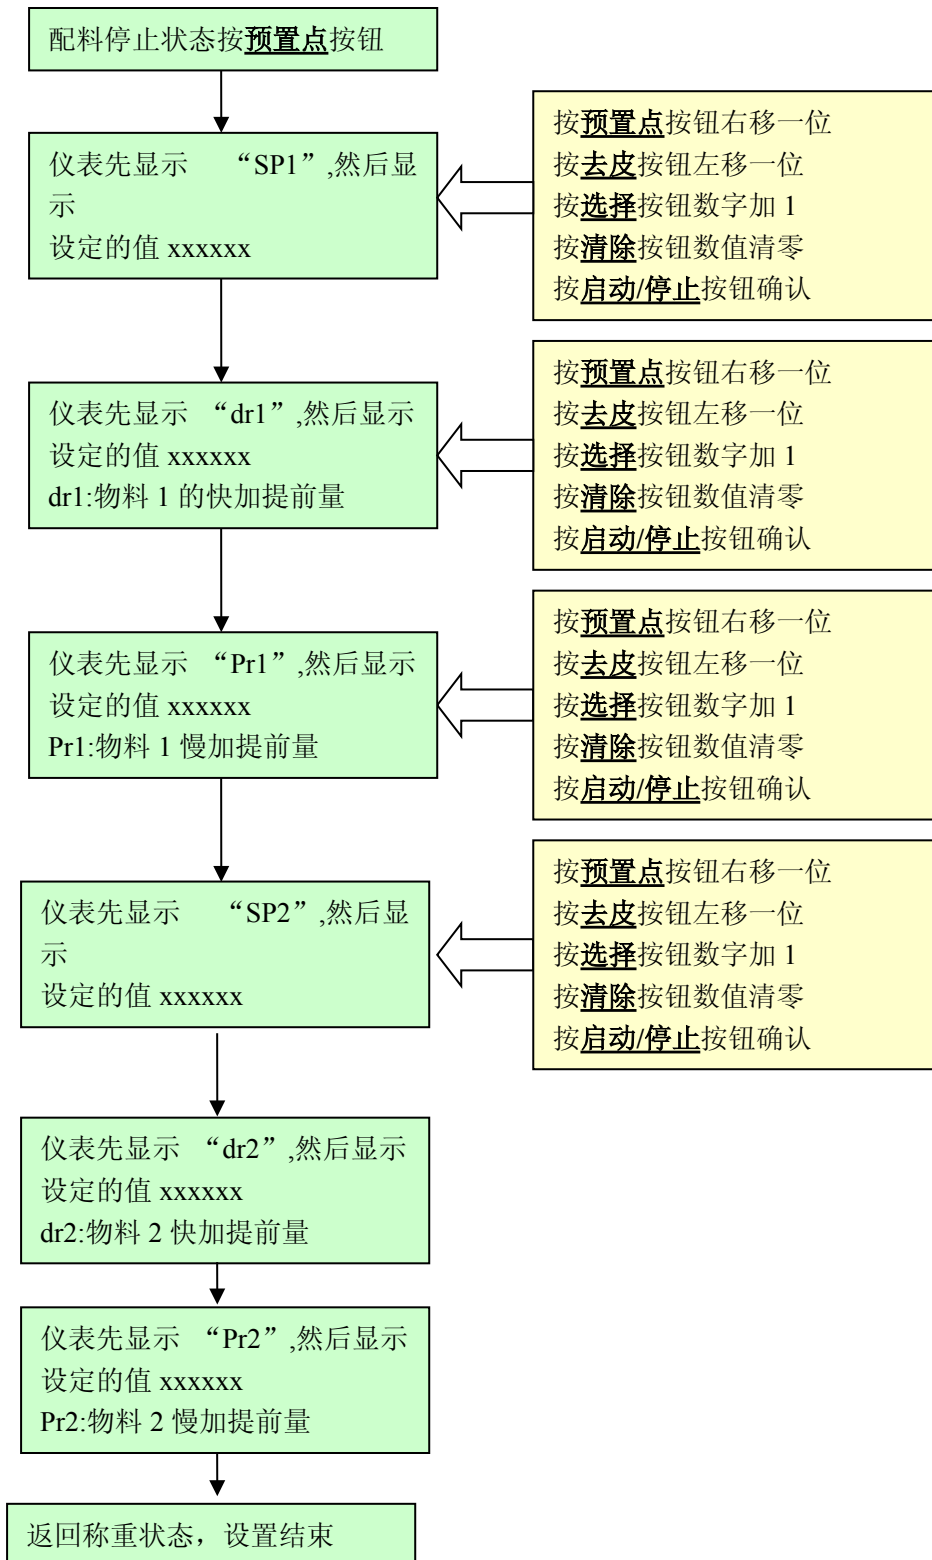 配料停止状态按预置点按钮
仪表先显示 “SP1”,然后显
示
设定的值 xxxxxx
按预置点按钮右移一位
按去皮按钮左移一位
按选择按钮数字加 1
按清除按钮数值清零
按启动/停止按钮确认
仪表先显示 “dr1”,然后显示
设定的值 xxxxxx
dr1:物料 1 的快加提前量
按预置点按钮右移一位
按去皮按钮左移一位
按选择按钮数字加 1
按清除按钮数值清零
按启动/停止按钮确认
仪表先显示 “Pr1”,然后显示
设定的值 xxxxxx
Pr1:物料 1 慢加提前量
按预置点按钮右移一位
按去皮按钮左移一位
按选择按钮数字加 1
按清除按钮数值清零
按启动/停止按钮确认
仪表先显示 “SP2”,然后显
示
设定的值 xxxxxx
按预置点按钮右移一位
按去皮按钮左移一位
按选择按钮数字加 1
按清除按钮数值清零
按启动/停止按钮确认
仪表先显示 “dr2”,然后显示
设定的值 xxxxxx
dr2:物料 2 快加提前量
仪表先显示 “Pr2”,然后显示
设定的值 xxxxxx
Pr2:物料 2 慢加提前量
返回称重状态，设置结束